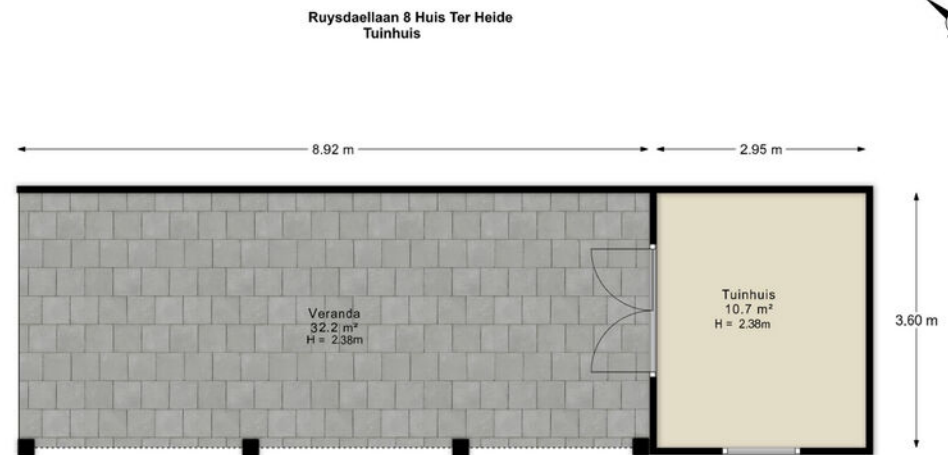 Ruysdaellaan 8 Huis Ter Heide
Tuinhuis
8.92 m
2.95 m
Veranda
32.2 m²
H = 2.38m
Tuinhuis
10.7 m²
H = 2.38m
3.60 m